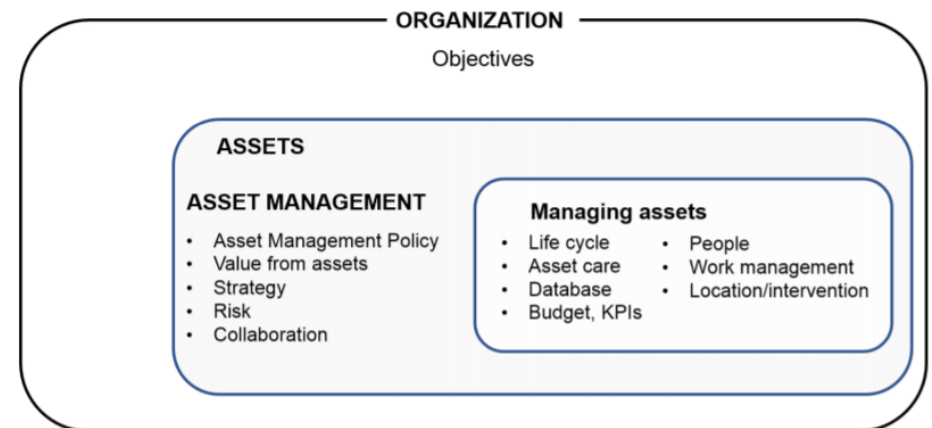 ORGANIZATION
Objectives
ASSETS
ASSET MANAGEMENT
• Asset Management Policy
• Value from assets
• Strategy
• Risk
• Collaboration
Managing assets
• Life cycle
• Asset care
• Database
• Budget, KPIs
• People
• Work management
• Location/intervention